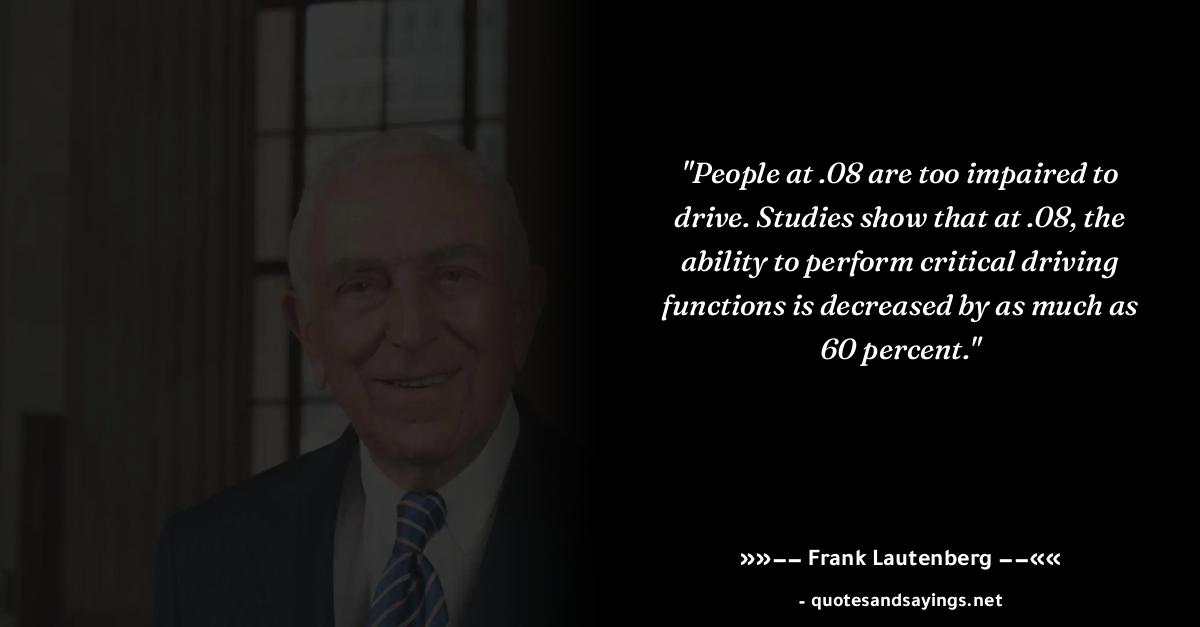 "People at .08 are too impaired to
drive. Studies show that at .08, the
ability to perform critical driving
functions is decreased by as much as
60 percent."
»»–– Frank Lautenberg ––««
- quotesandsayings.net